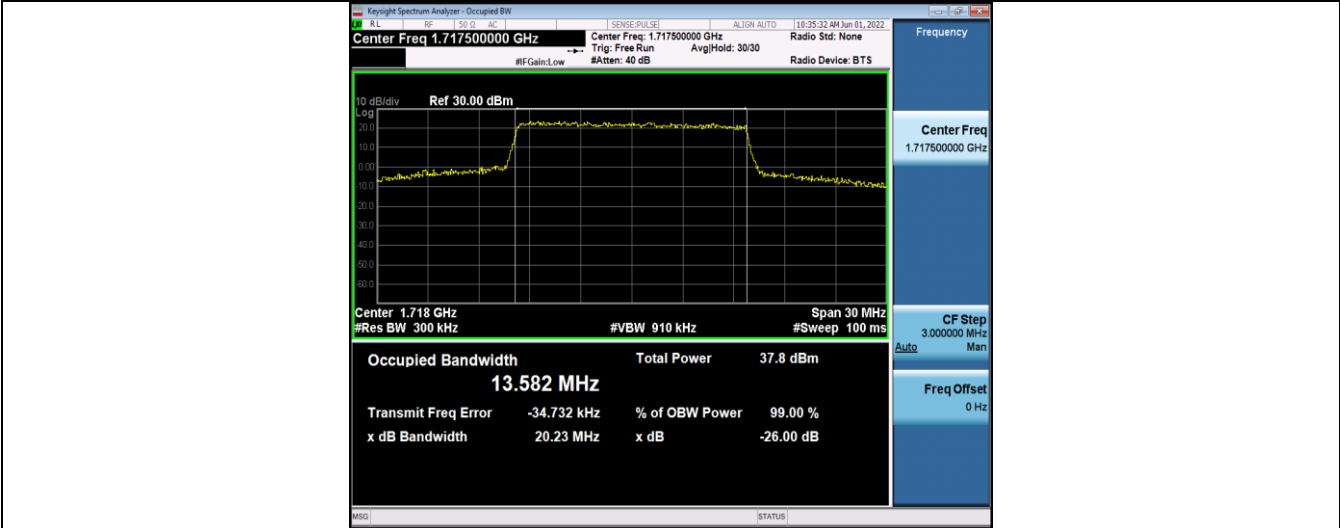 Keysight Spectrum Analyzer - Occupied BW
RL RF 50 Ω AC SENSE:PULSE ALIGN AUTO 10:35:32 AM Jun 01, 2022
Center Freq 1.717500000 GHz
Center Freq: 1.717500000 GHz Radio Std: None
Trig: Free Run Avg|Hold: 30/30
#IFGain:Low #Atten: 40 dB Radio Device: BTS
10 dB/div Ref 30.00 dBm
Log
20.0
10.0
0.00
-10.0
-20.0
-30.0
-40.0
-50.0
-60.0
Center 1.718 GHz Span 30 MHz
#Res BW 300 kHz #VBW 910 kHz #Sweep 100 ms
Occupied Bandwidth Total Power 37.8 dBm
13.582 MHz
Transmit Freq Error -34.732 kHz % of OBW Power 99.00 %
x dB Bandwidth 20.23 MHz x dB -26.00 dB
MSG STATUS
Frequency
Center Freq
1.717500000 GHz
CF Step
3.000000 MHz
Auto Man
Freq Offset
0 Hz